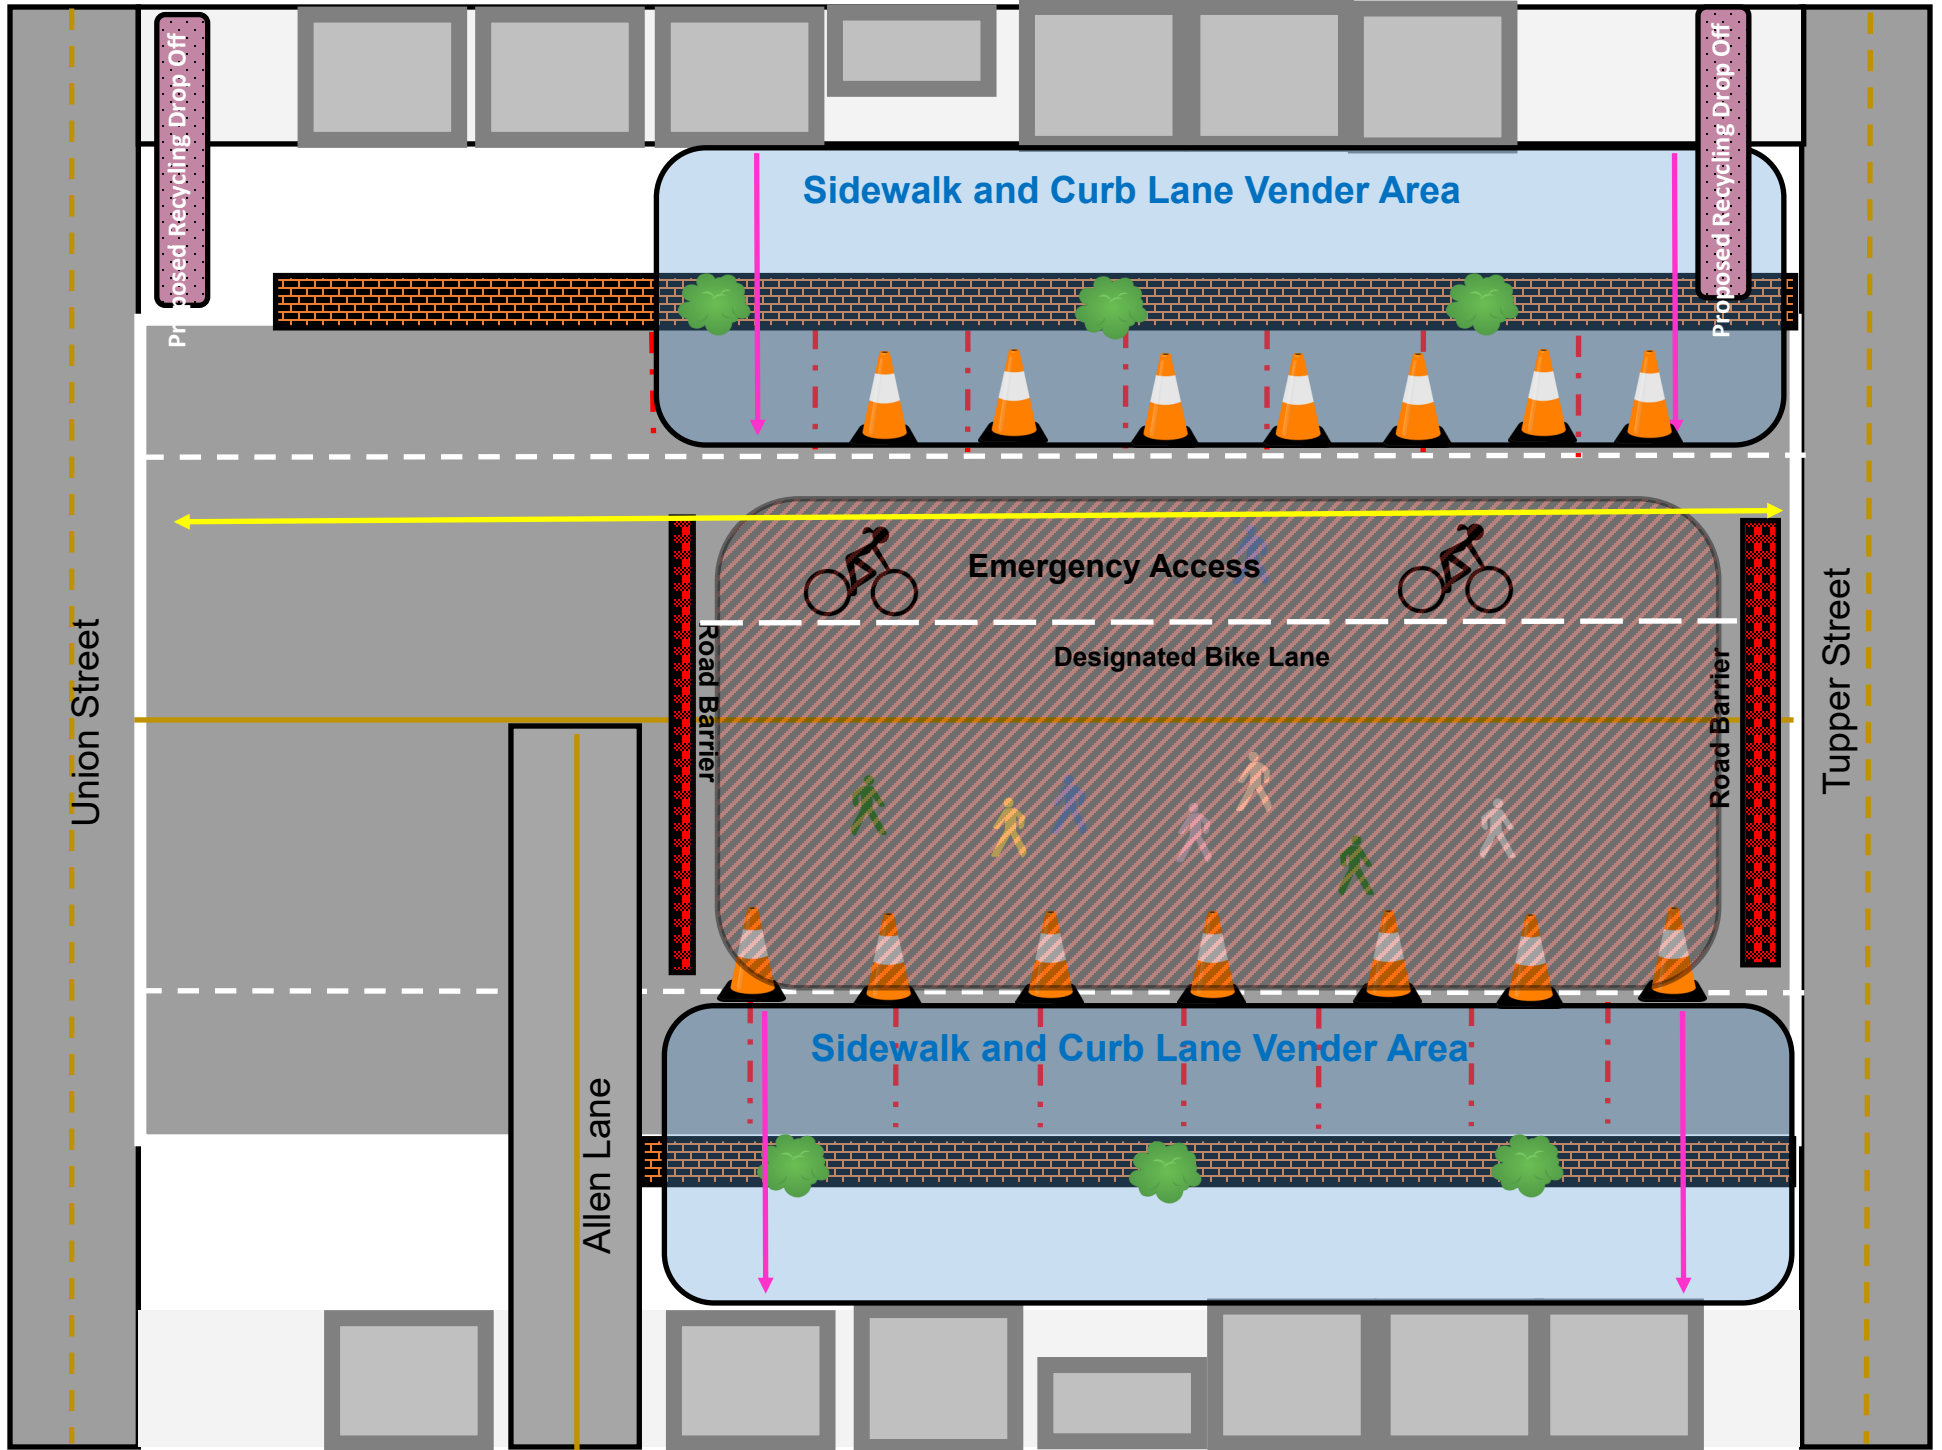 Proposed Recycling Drop Off
Proposed Recycling Drop Off
Sidewalk and Curb Lane Vender Area
Emergency Access
Designated Bike Lane
Union Street
Road Barrier
Road Barrier
Tupper Street
Sidewalk and Curb Lane Vender Area
Allen Lane